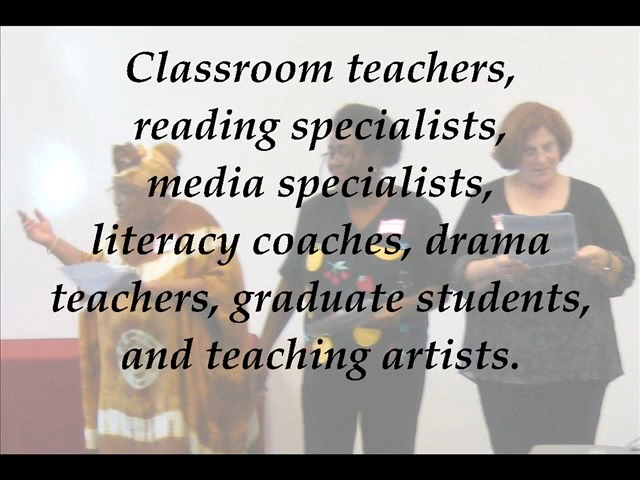 Classroom teachers,
reading specialists,
media specialists,
literacy coaches, drama
teachers, graduate students,
and teaching artists.